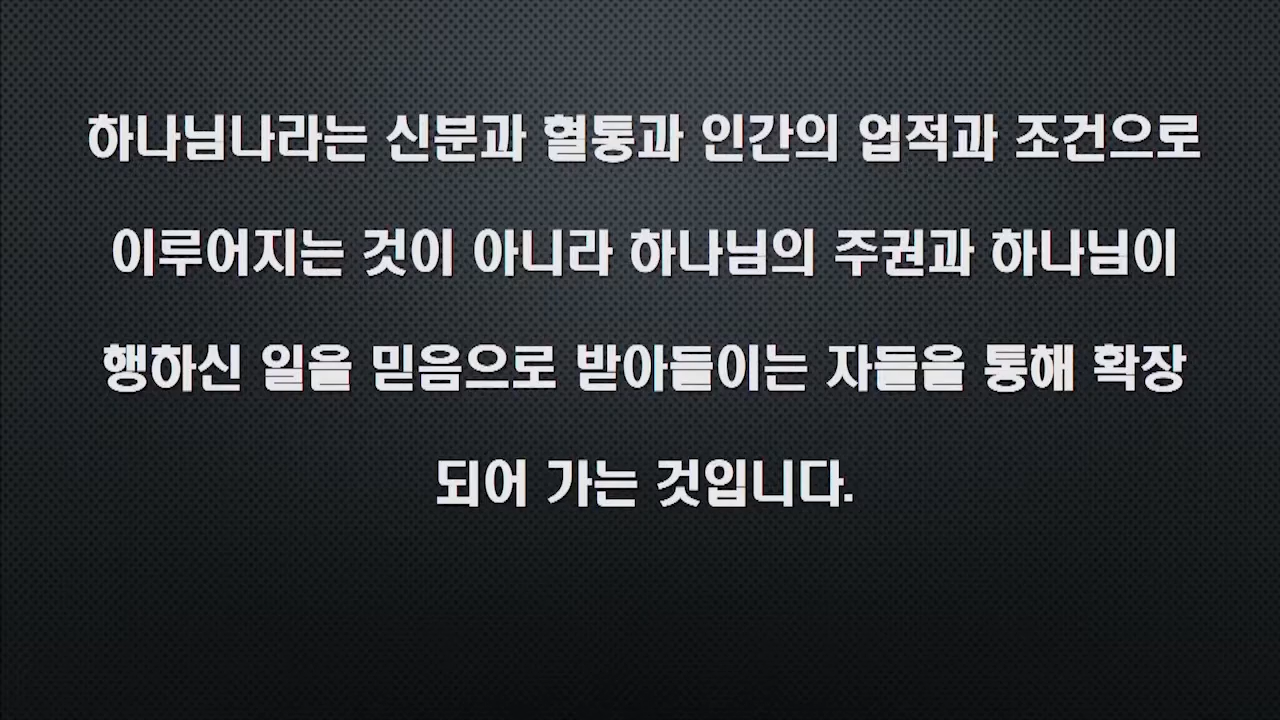 하나님나라는 신분과 혈통과 인간의 업적과 조건으로
이루어지는 것이 아니라 하나님의 주권과 하나님이
행하신 일을 믿음으로 받아들이는 자들을 통해 확장
되어 가는 것입니다.